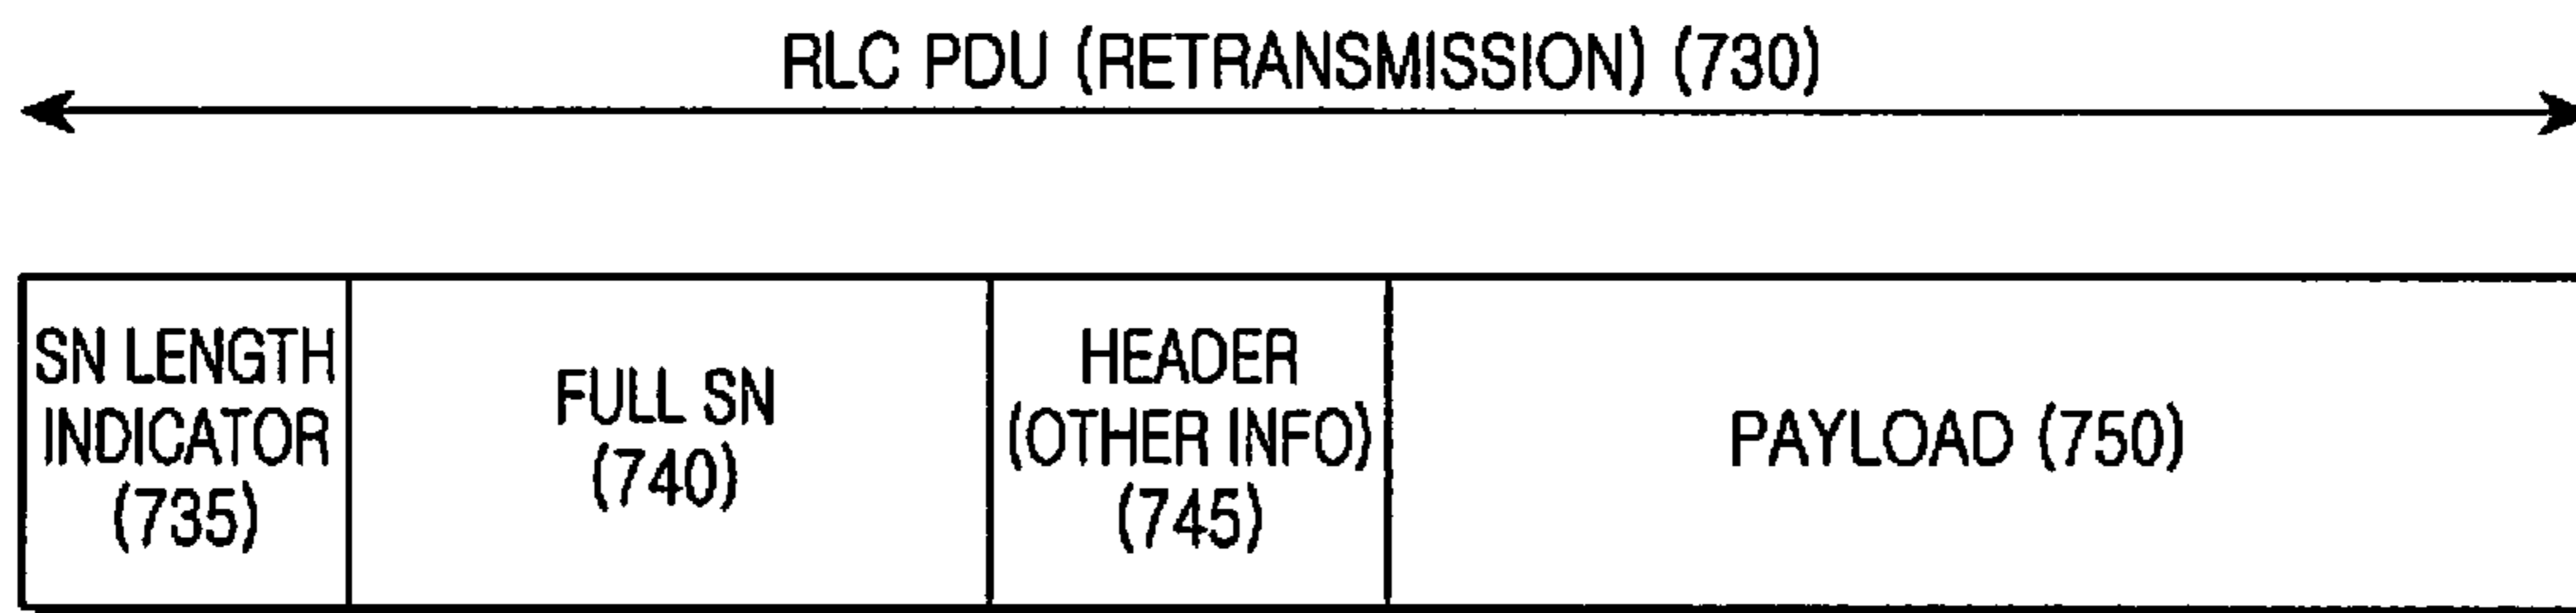 RLC PDU (RETRANSMISSION) (730)
SN LENGTH
INDICATOR
(735)
FULL SN
(740)
HEADER
(OTHER INFO)
(745)
PAYLOAD (750)